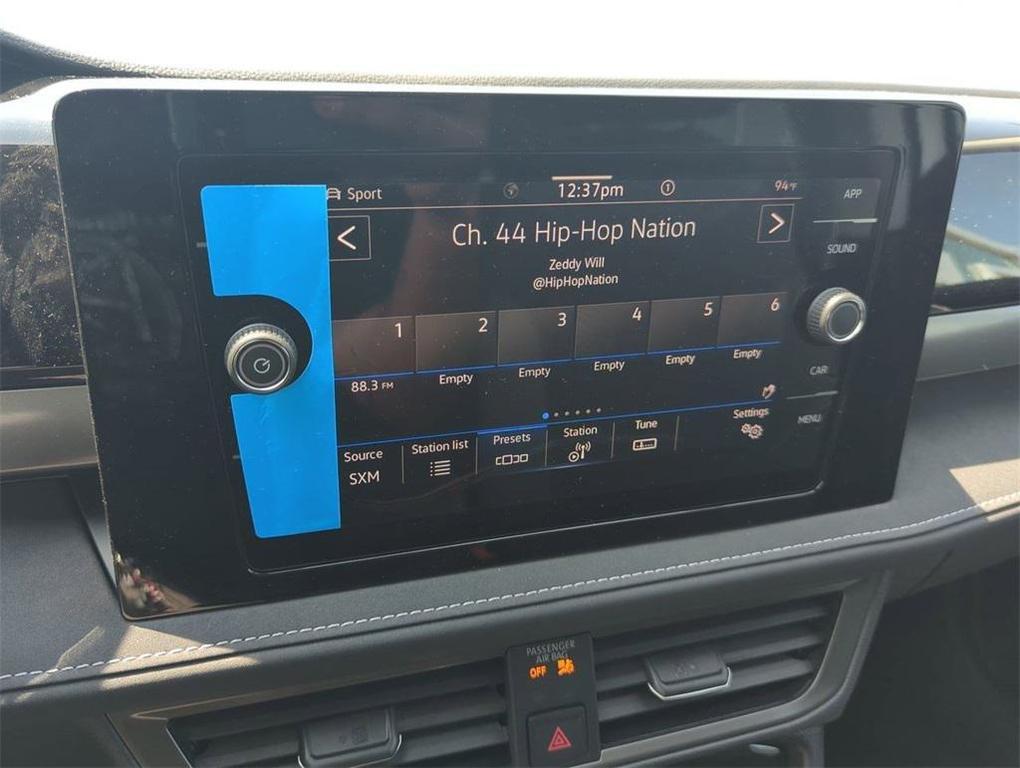 Sport
12:37pm
1
94°F
APP
< Ch. 44 Hip-Hop Nation >
SOUND
Zeddy Will
@HipHopNation
1 2 3 4 5 6
88.3 FM Empty Empty Empty Empty Empty
CAR
MENU
Source Station list Presets Station Tune Settings
SXM
PASSENGER
AIR BAG
OFF